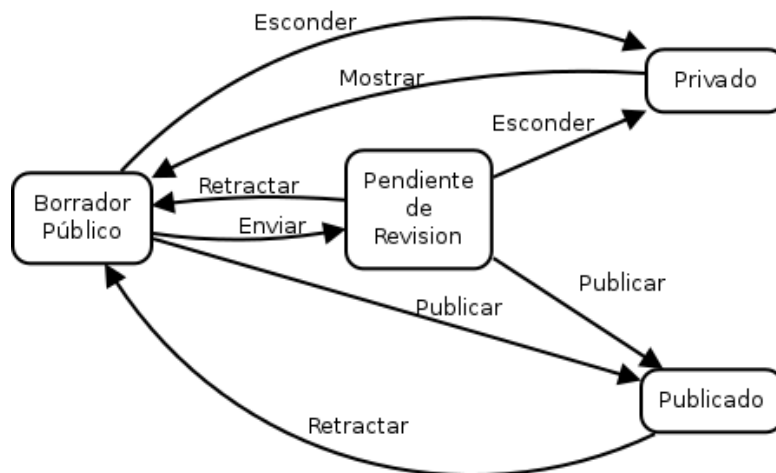 Esconder
Mostrar
Privado
Esconder
Borrador
Público
Retractar
Enviar
Pendiente
de
Revision
Publicar
Publicar
Publicado
Retractar